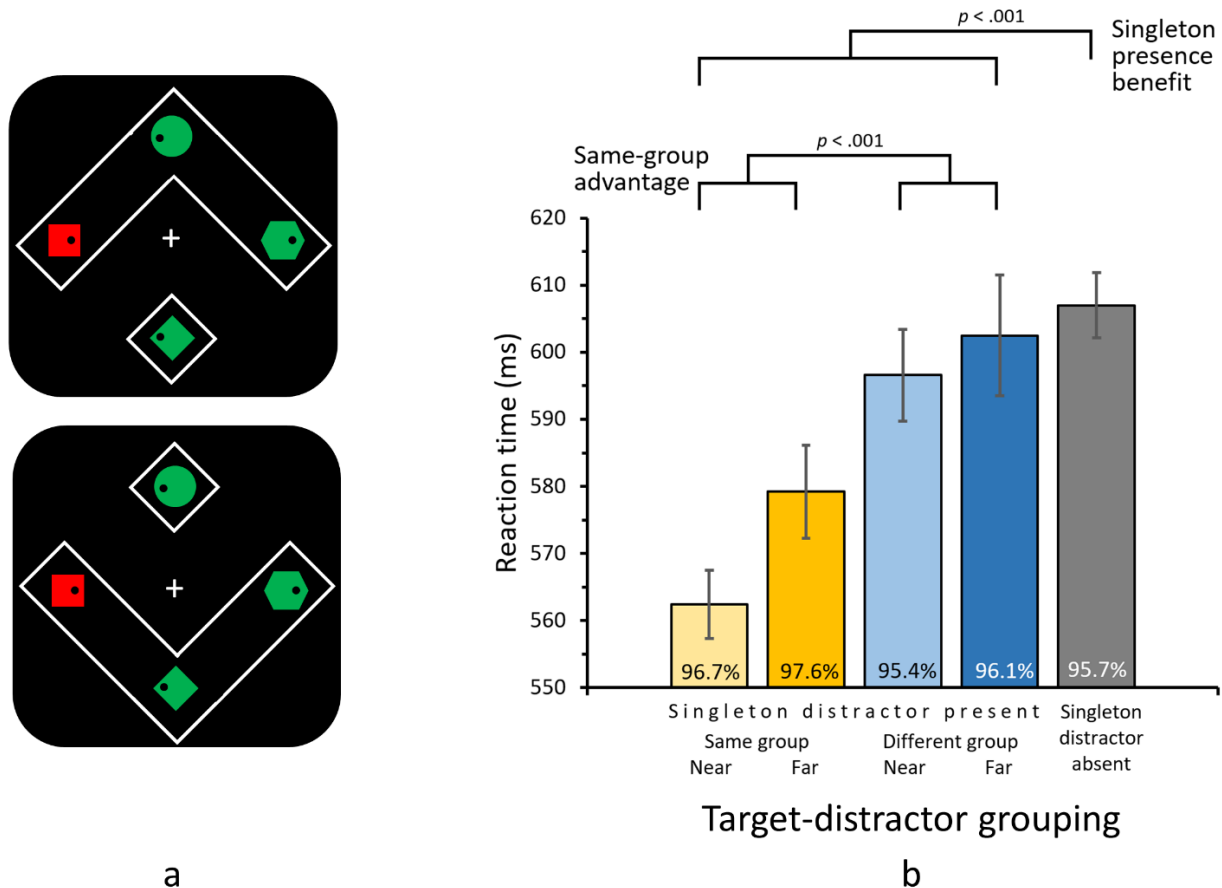 p < .001
Singleton
presence
benefit
p < .001
Same-group
advantage
620
610
600
590
580
570
560
550
Reaction time (ms)
96.7%
97.6%
95.4%
96.1%
95.7%
Singleton distractor present
Same group
Different group
Near
Far
Near
Far
Singleton
distractor
absent
Target-distractor grouping
a
b